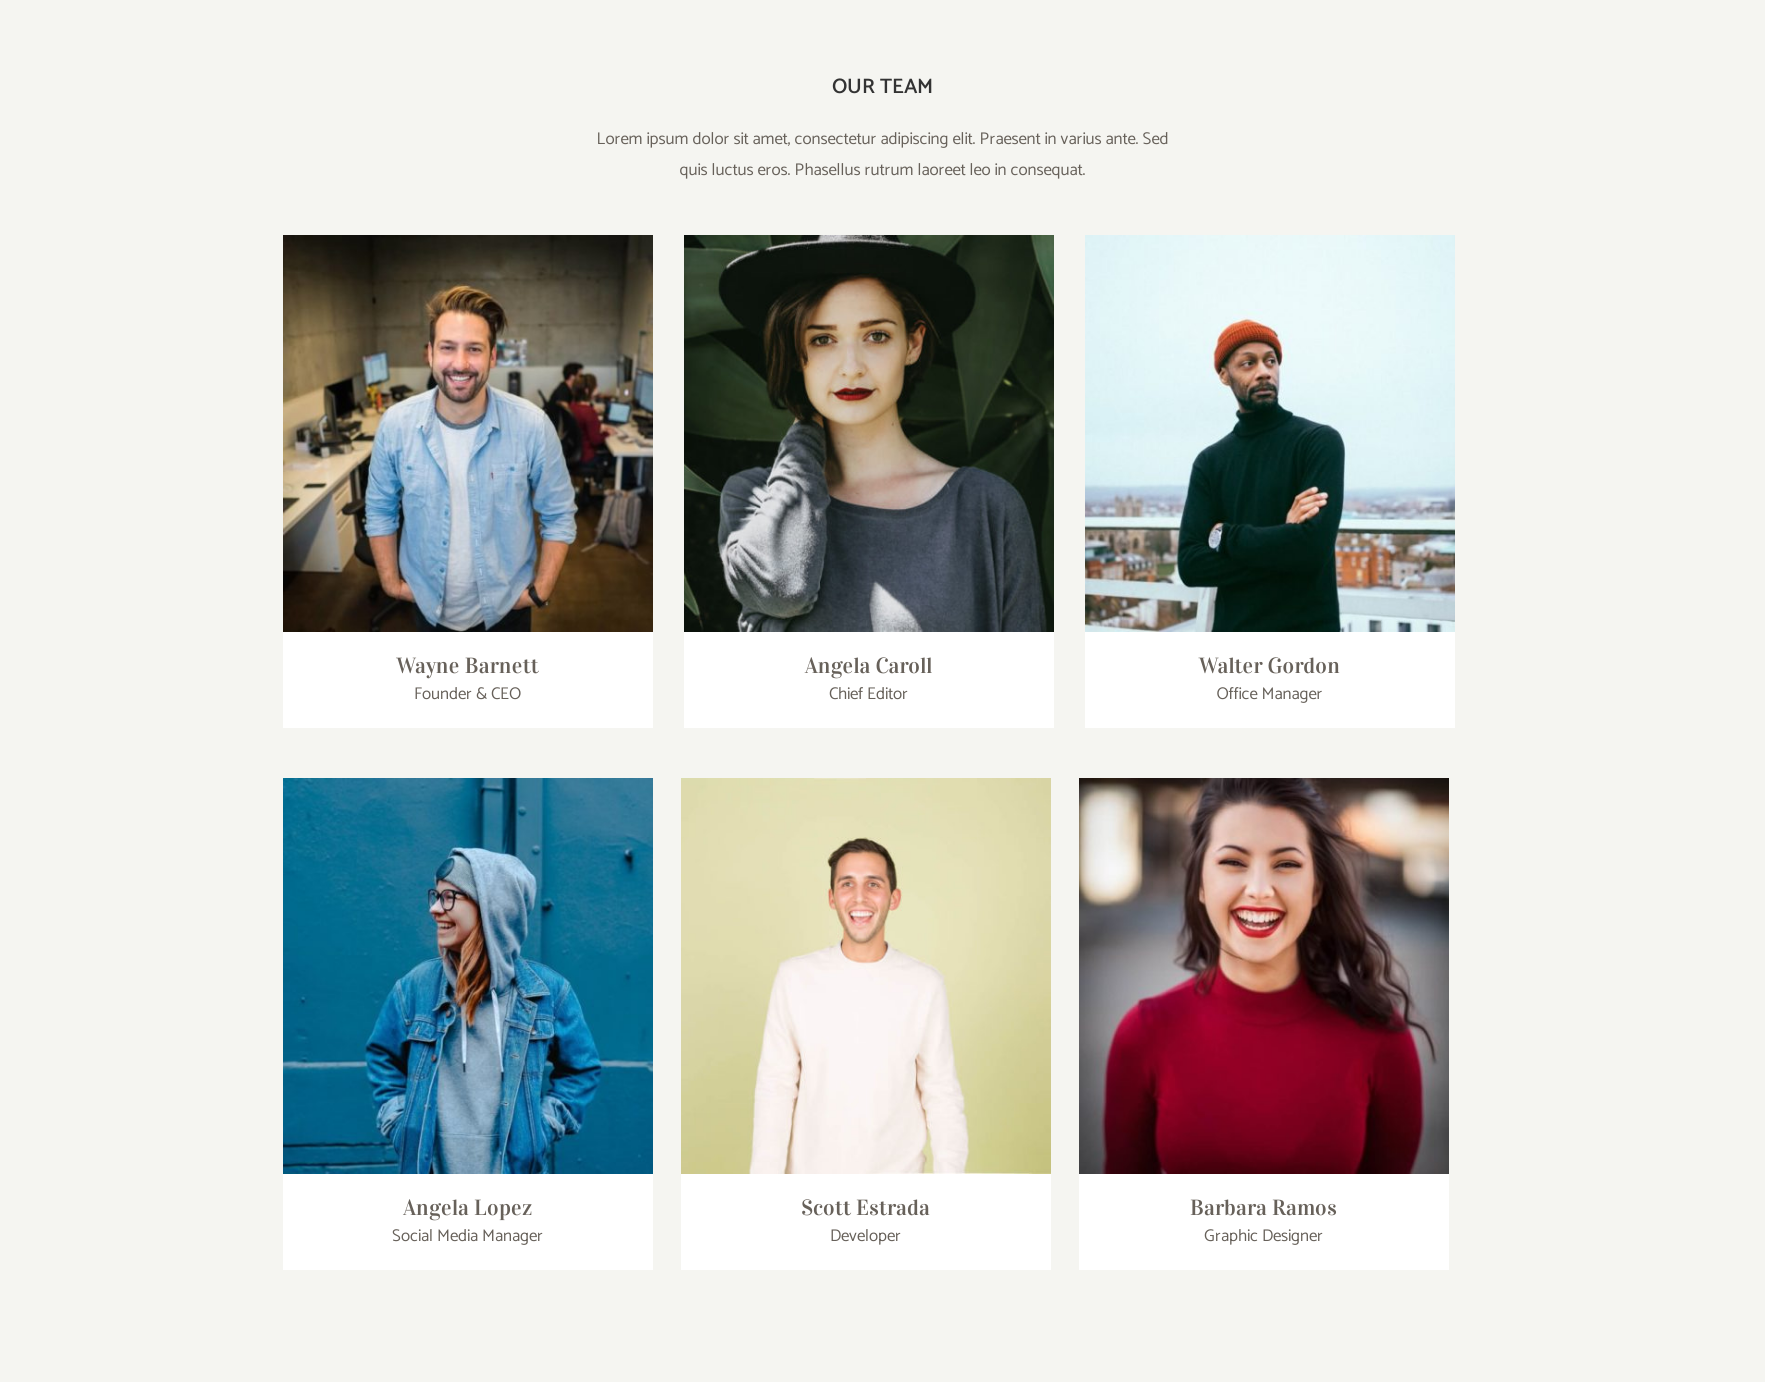 OUR TEAM
Lorem ipsum dolor sit amet, consectetur adipiscing elit. Praesent in varius ante. Sed
quis luctus eros. Phasellus rutrum laoreet leo in consequat.
Wayne Barnett
Founder & CEO
Angela Caroll
Chief Editor
Walter Gordon
Office Manager
Angela Lopez
Social Media Manager
Scott Estrada
Developer
Barbara Ramos
Graphic Designer